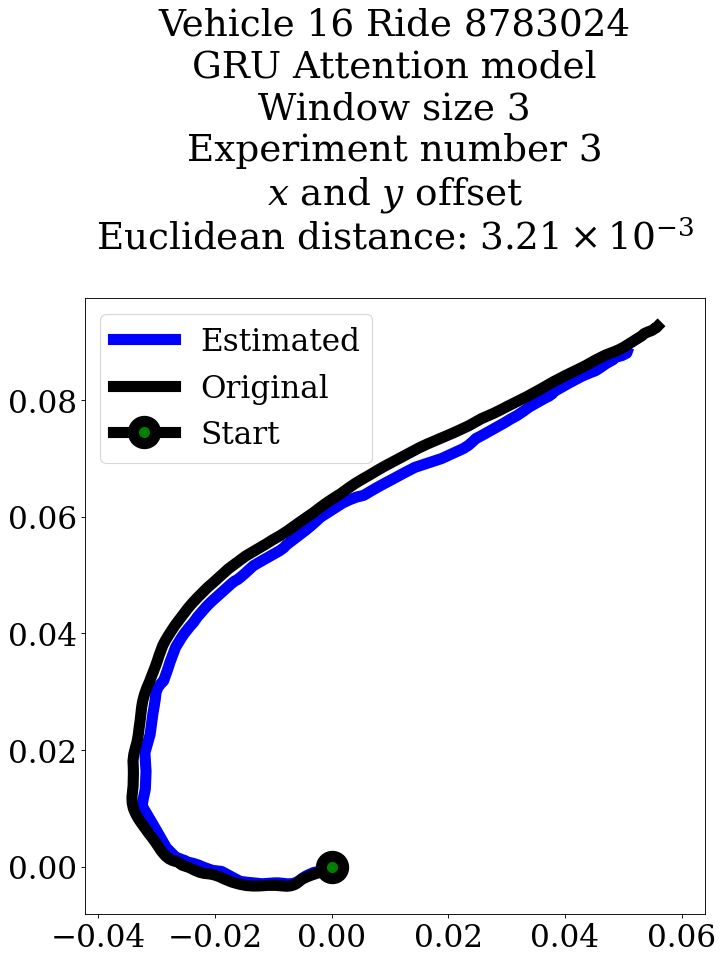 Vehicle 16 Ride 8783024
GRU Attention model
Window size 3
Experiment number 3
x and y offset
Euclidean distance: 3.21 × 10⁻³
Estimated
Original
Start
0.08
0.06
0.04
0.02
0.00
−0.04 −0.02 0.00 0.02 0.04 0.06